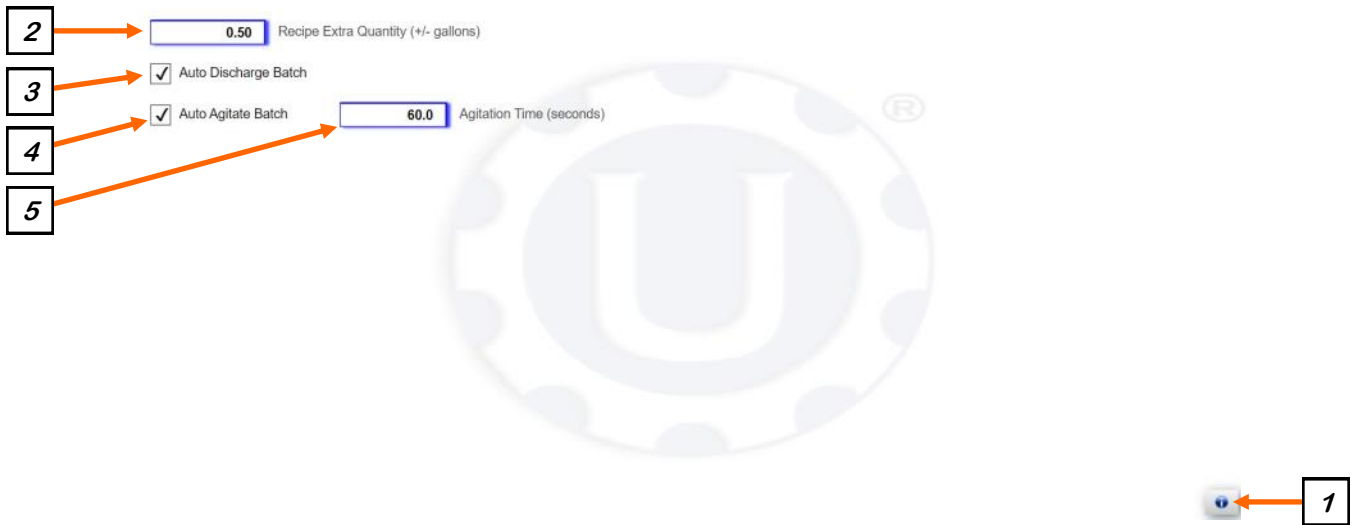 2
0.50 Recipe Extra Quantity (+/- gallons)
3
Auto Discharge Batch
4
Auto Agitate Batch 60.0 Agitation Time (seconds)
5
U ®
1